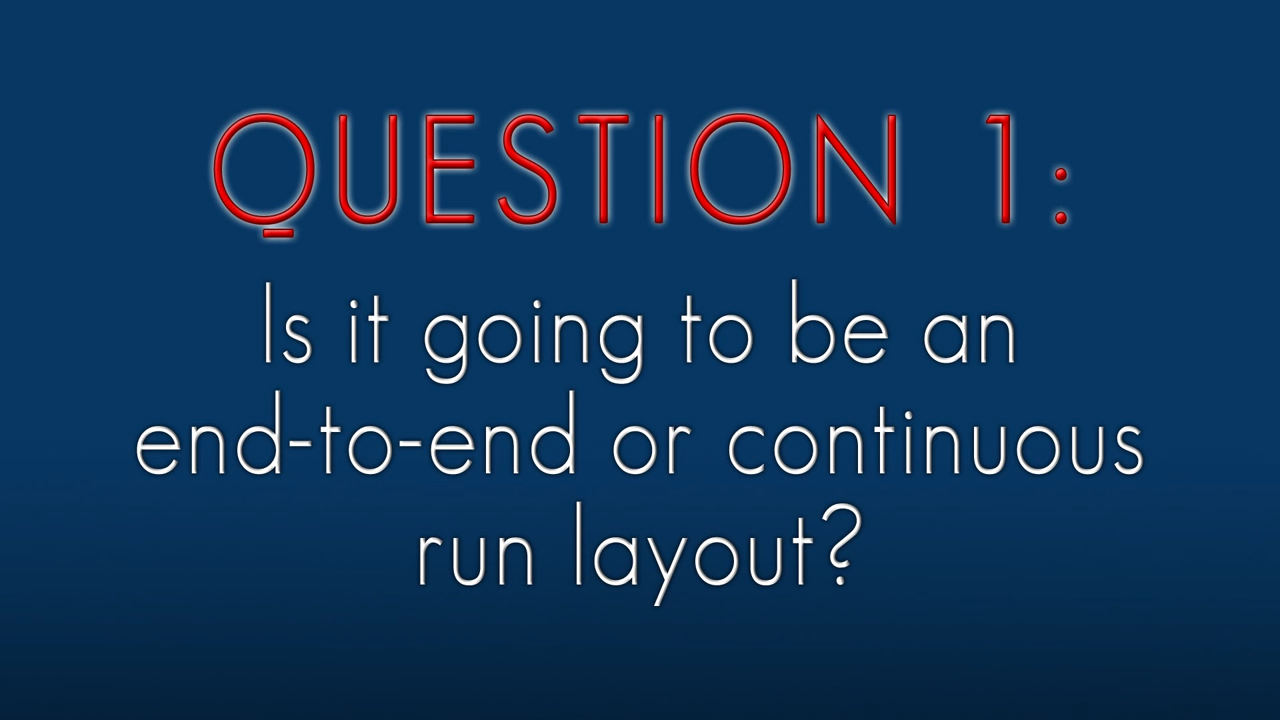 QUESTION 1:
Is it going to be an
end-to-end or continuous
run layout?